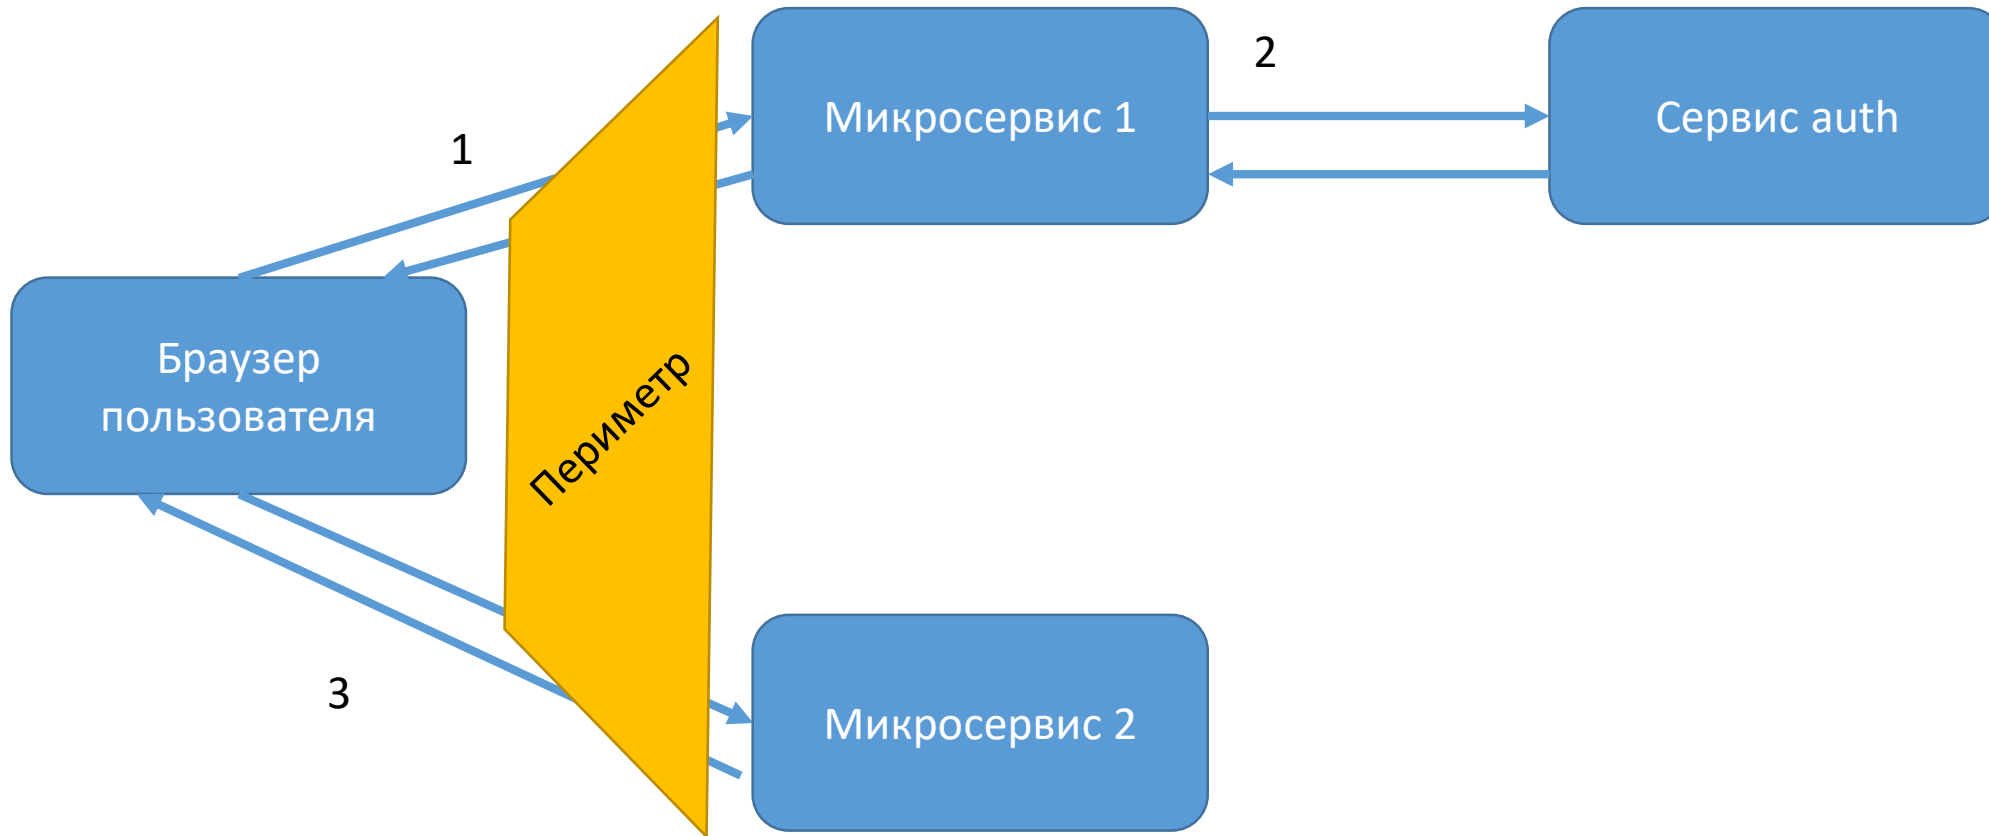 2
Микросервис 1
Сервис auth
1
Браузер
пользователя
Периметр
3
Микросервис 2